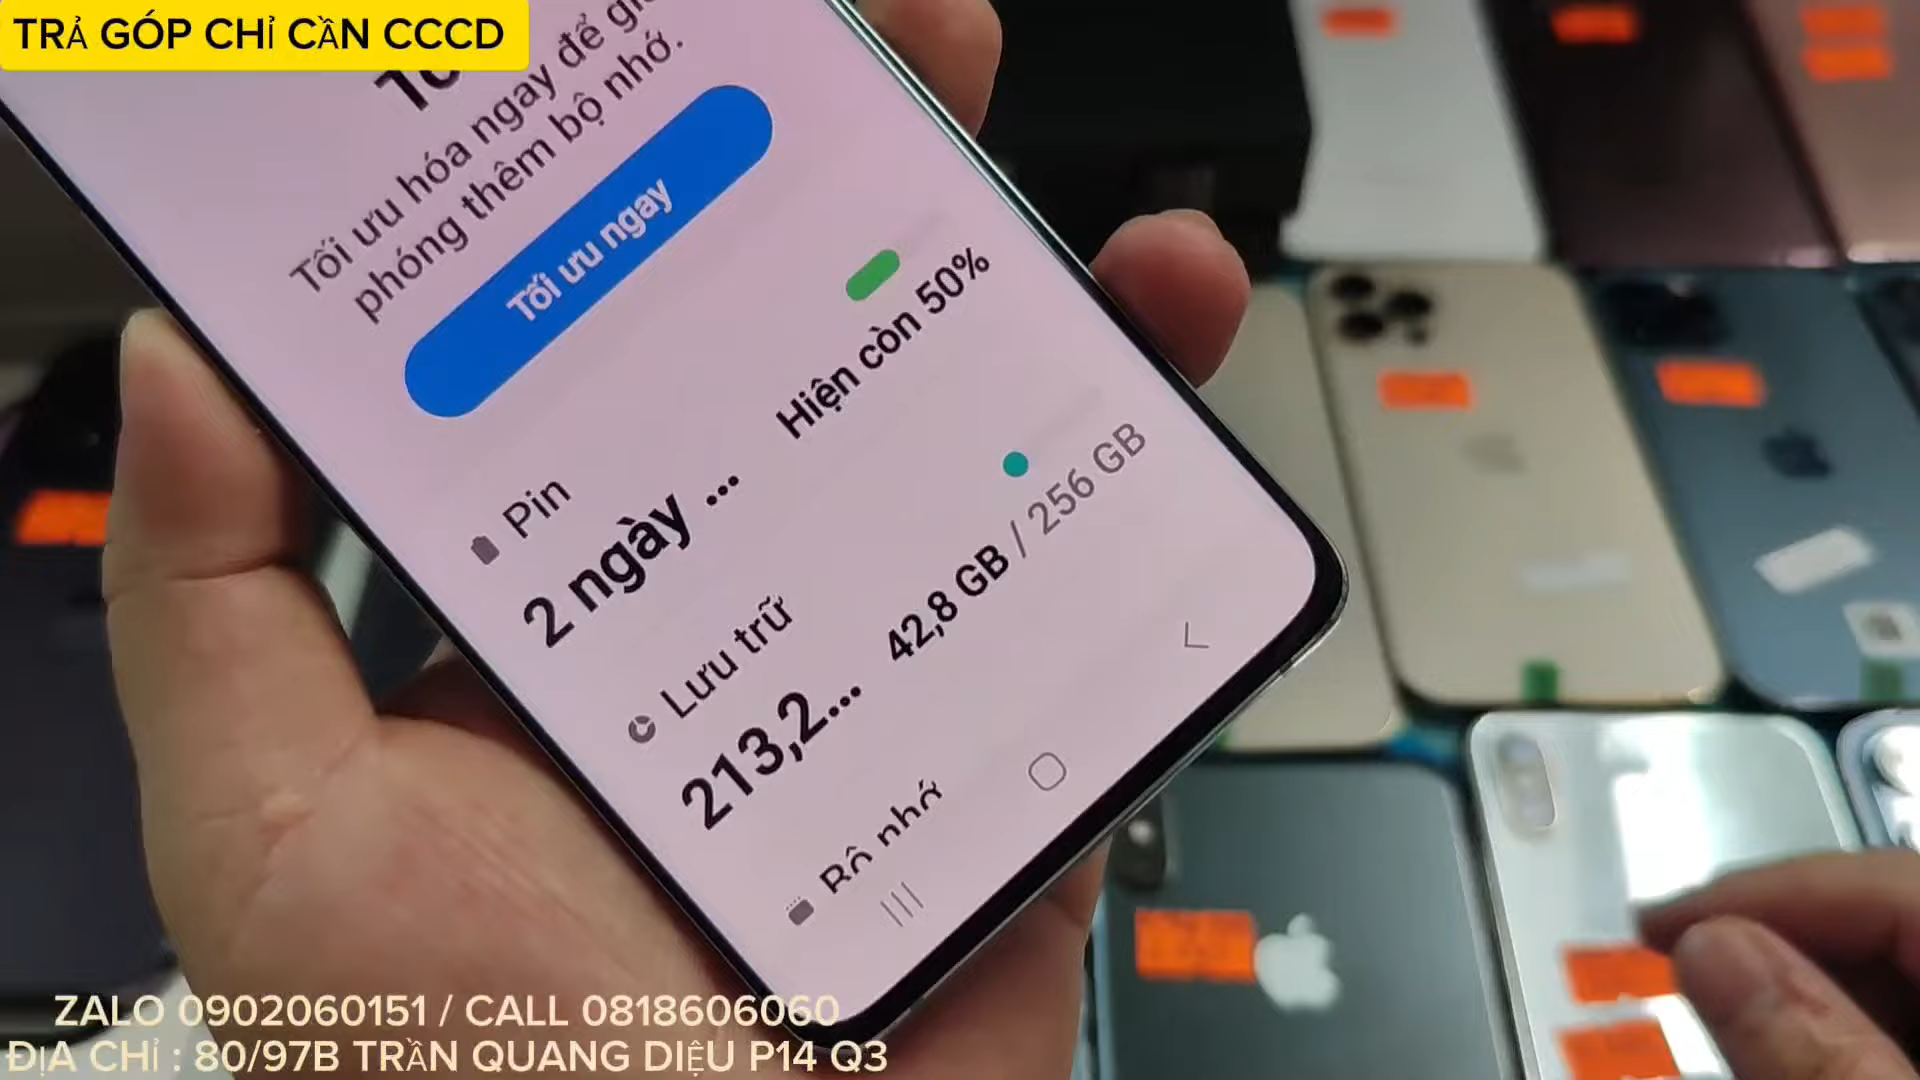 TRẢ GÓP CHỈ CẦN CCCD
Tối ưu hóa ngay để
phóng thêm bộ nhớ.
Tối ưu ngay
Pin
2 ngày ...
Hiện còn 50%
Lưu trữ
213,2...
42,8 GB / 256 GB
Bộ nhớ
ZALO 0902060151 / CALL 0818606060
ĐỊA CHỈ : 80/97B TRẦN QUANG DIỆU P14 Q3